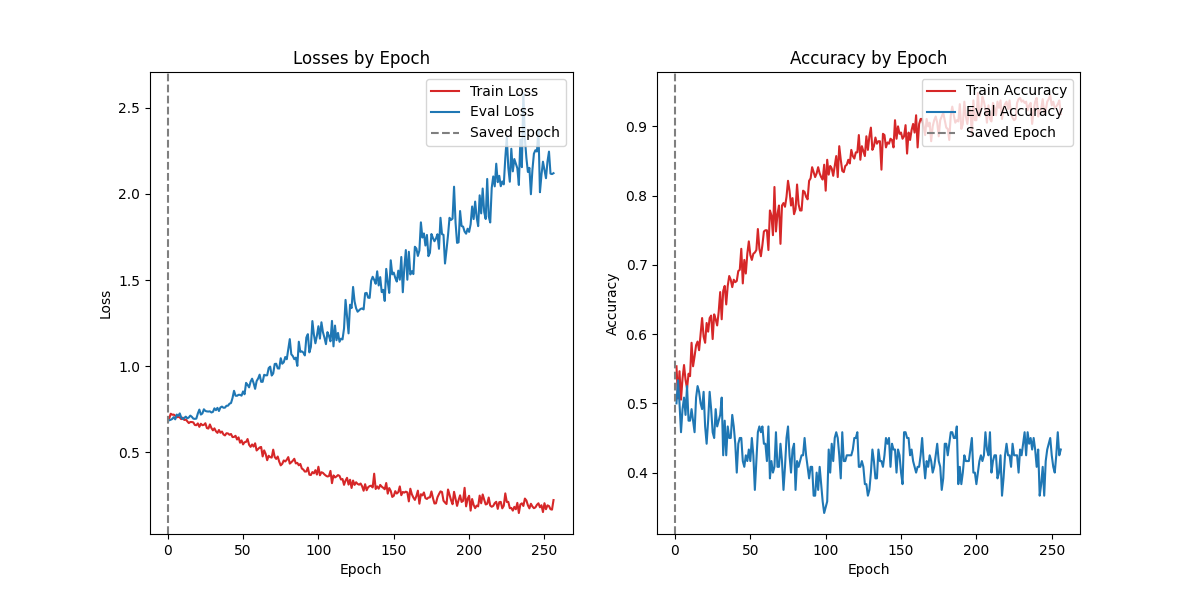 Losses by Epoch
Train Loss
Eval Loss
Saved Epoch
2.5
2.0
1.5
1.0
0.5
Loss
0
50
100
150
200
250
Epoch
Accuracy by Epoch
Train Accuracy
Eval Accuracy
Saved Epoch
0.9
0.8
0.7
0.6
0.5
0.4
Accuracy
0
50
100
150
200
250
Epoch